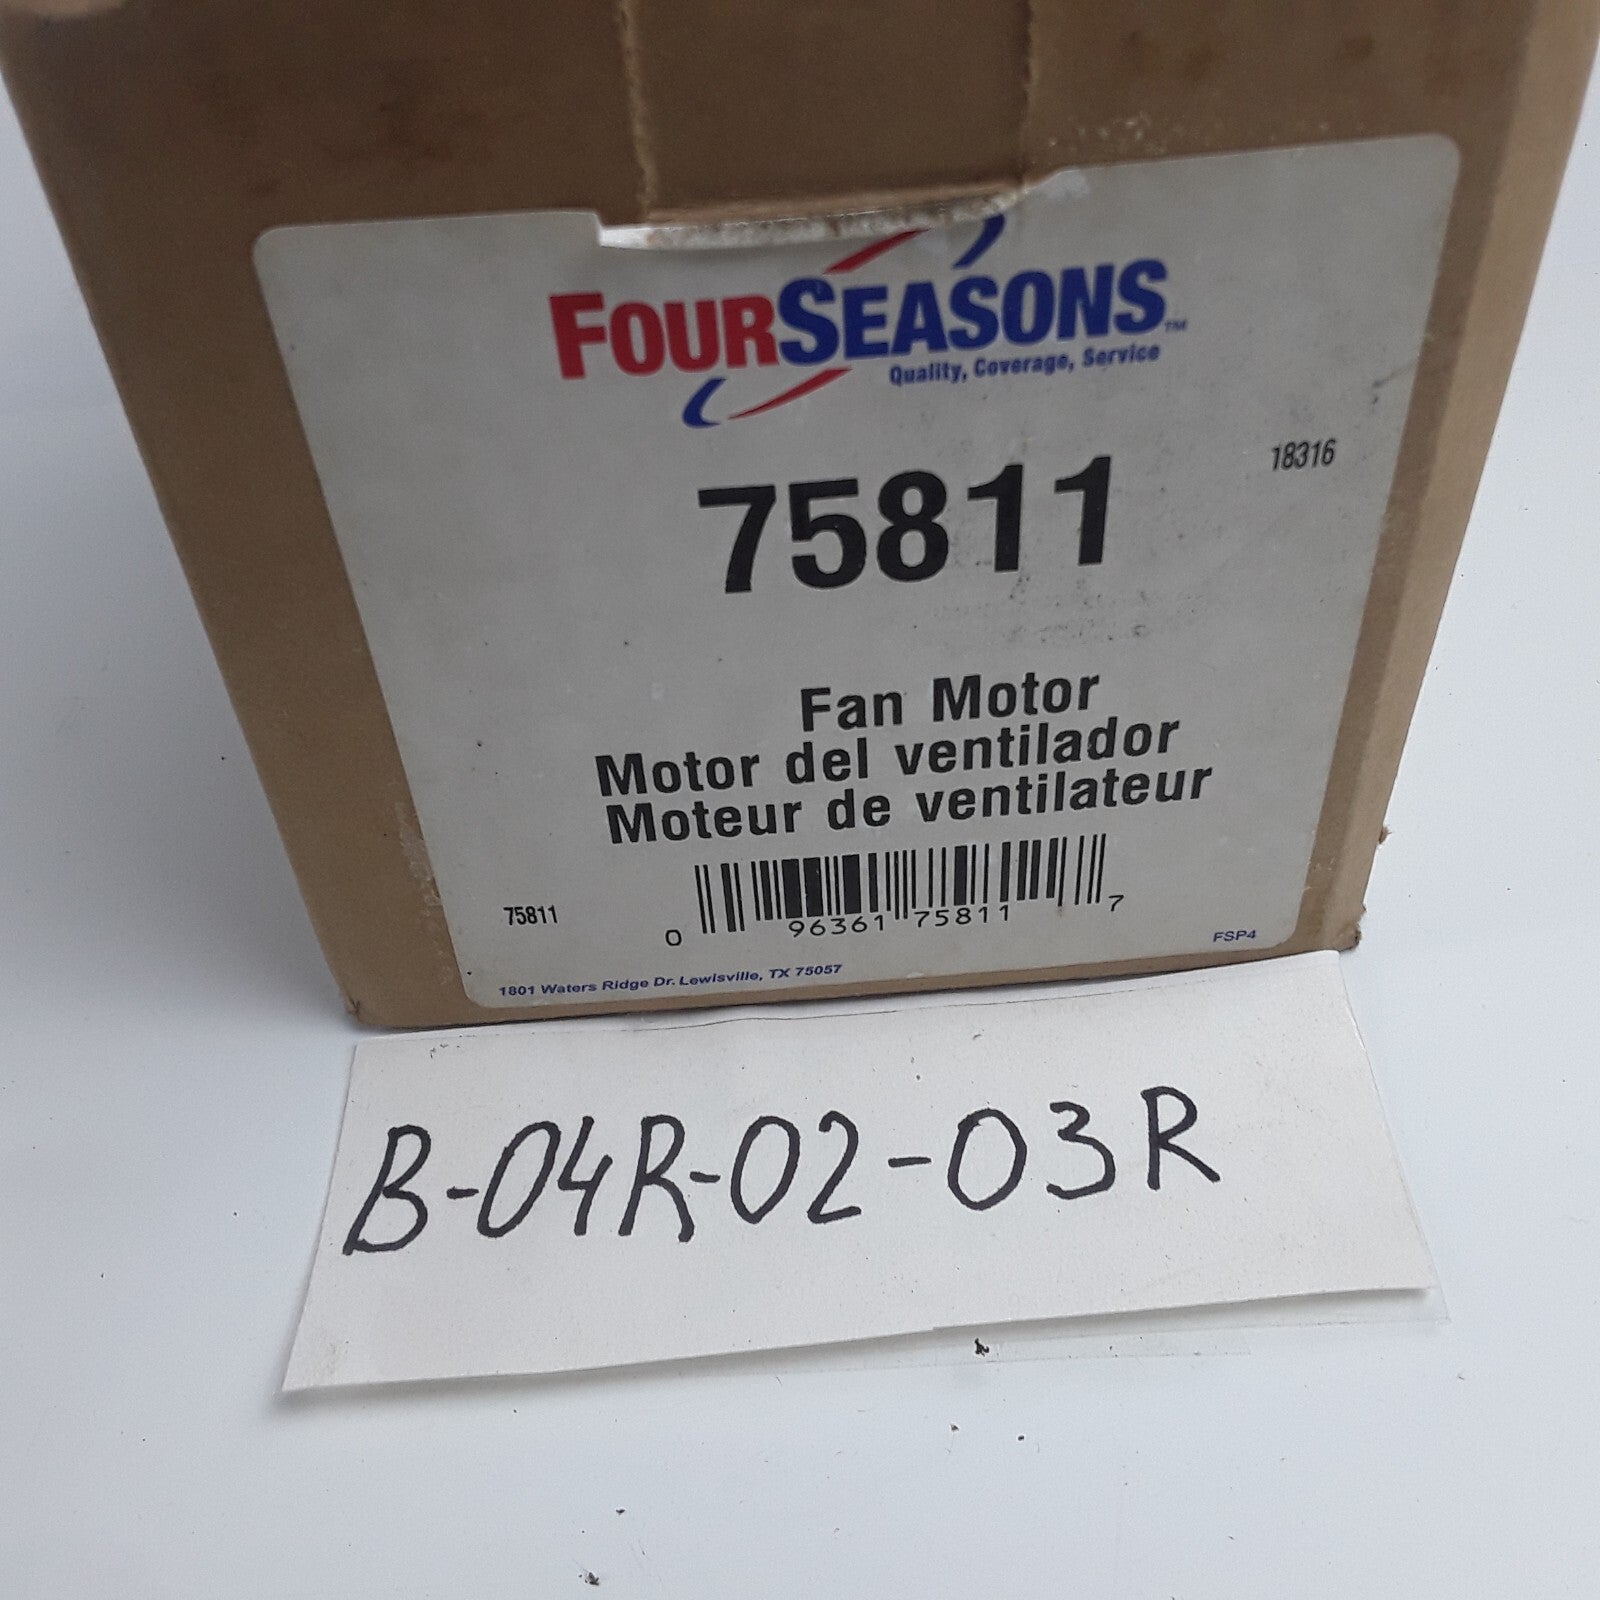 FOURSEASONS™
Quality, Coverage, Service
18316
75811
Fan Motor
Motor del ventilador
Moteur de ventilateur
75811
0 96361 75811 7
FSP4
1801 Waters Ridge Dr. Lewisville, TX 75057
B-04R-02-03R